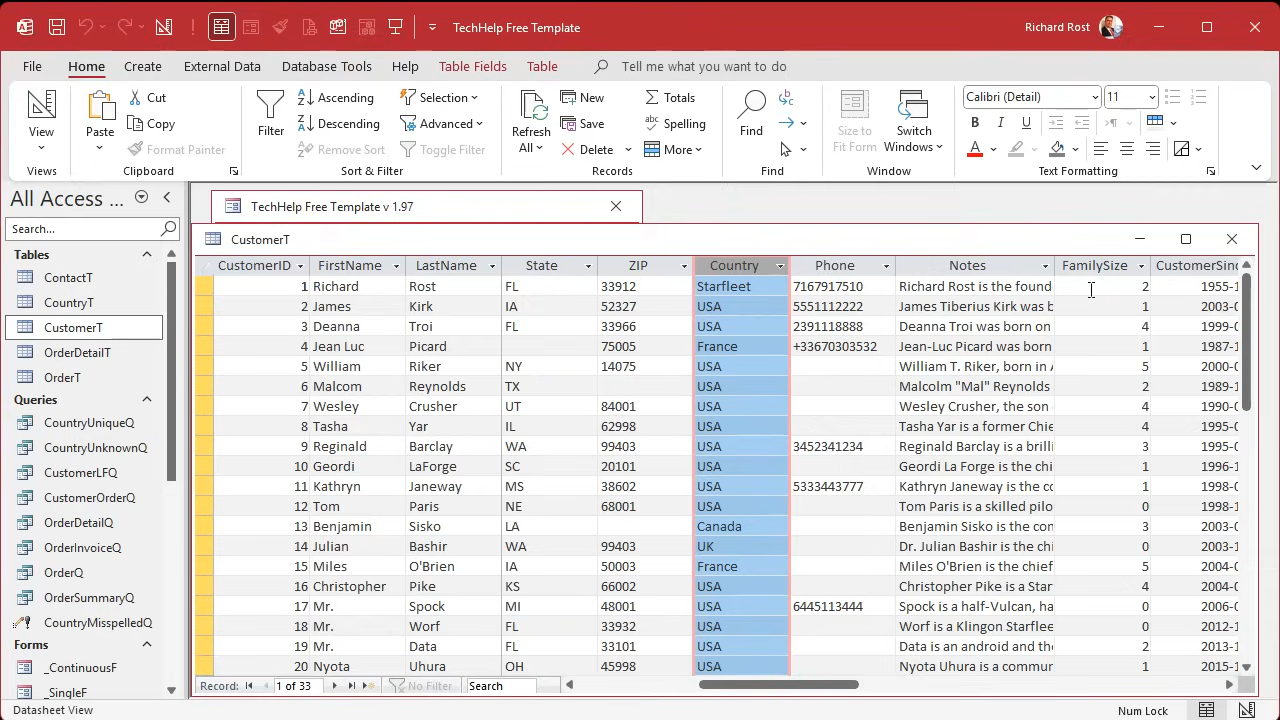 TechHelp Free Template
Richard Rost
File Home Create External Data Database Tools Help Table Fields Table Tell me what you want to do
View
Views
Paste
Cut
Copy
Format Painter
Clipboard
Filter
Ascending
Descending
Remove Sort
Selection
Advanced
Toggle Filter
Sort & Filter
Refresh
All
New
Save
Delete
Totals
Spelling
More
Records
Find
Find
Size to
Fit Form
Switch
Windows
Window
Calibri (Detail) 11
B I U
Text Formatting
All Access ...
Search...
Tables
ContactT
CountryT
CustomerT
OrderDetailT
OrderT
Queries
CountryUniqueQ
CountryUnknownQ
CustomerLFQ
CustomerOrderQ
OrderDetailQ
OrderInvoiceQ
OrderQ
OrderSummaryQ
CountryMisspelledQ
Forms
_ContinuousF
_SingleF
TechHelp Free Template v 1.97
CustomerT
CustomerID FirstName LastName State ZIP Country Phone Notes FamilySize CustomerSinc
1 Richard Rost FL 33912 Starfleet 7167917510 Richard Rost is the found 2 1955-1
2 James Kirk IA 52327 USA 5551112222 James Tiberius Kirk was b 1 2003-0
3 Deanna Troi FL 33966 USA 2391118888 Deanna Troi was born on 4 1999-0
4 Jean Luc Picard 75005 France +33670303532 Jean-Luc Picard was born 1 1987-1
5 William Riker NY 14075 USA William T. Riker, born in A 5 2000-0
6 Malcom Reynolds TX USA Malcolm "Mal" Reynolds 2 1989-1
7 Wesley Crusher UT 84001 USA Wesley Crusher, the son 4 1990-0
8 Tasha Yar IL 62998 USA Tasha Yar is a former Chie 4 1998-0
9 Reginald Barclay WA 99403 USA 3452341234 Reginald Barclay is a brilli 3 1995-0
10 Geordi LaForge SC 20101 USA Geordi La Forge is the chi 1 1996-1
11 Kathryn Janeway MS 38602 USA 5333443777 Kathryn Janeway is the co 1 1998-1
12 Tom Paris NE 68001 USA Tom Paris is a skilled pilo 0 1998-0
13 Benjamin Sisko LA Canada Benjamin Sisko is the con 3 2003-0
14 Julian Bashir WA 99403 UK Dr. Julian Bashir is the chi 0 2003-1
15 Miles O'Brien IA 50003 France Miles O'Brien is the chief 5 2004-0
16 Christopher Pike KS 66002 USA Christopher Pike is a Star 4 2004-0
17 Mr. Spock MI 48001 USA 6445113444 Spock is a half-Vulcan, ha 0 2006-0
18 Mr. Worf FL 33932 USA Worf is a Klingon Starflee 0 2012-1
19 Mr. Data FL 33101 USA Data is an android and the 2 2013-1
20 Nyota Uhura OH 45998 USA Nyota Uhura is a commun 1 2015-1
Record: 1 of 33 No Filter Search
Datasheet View
Num Lock